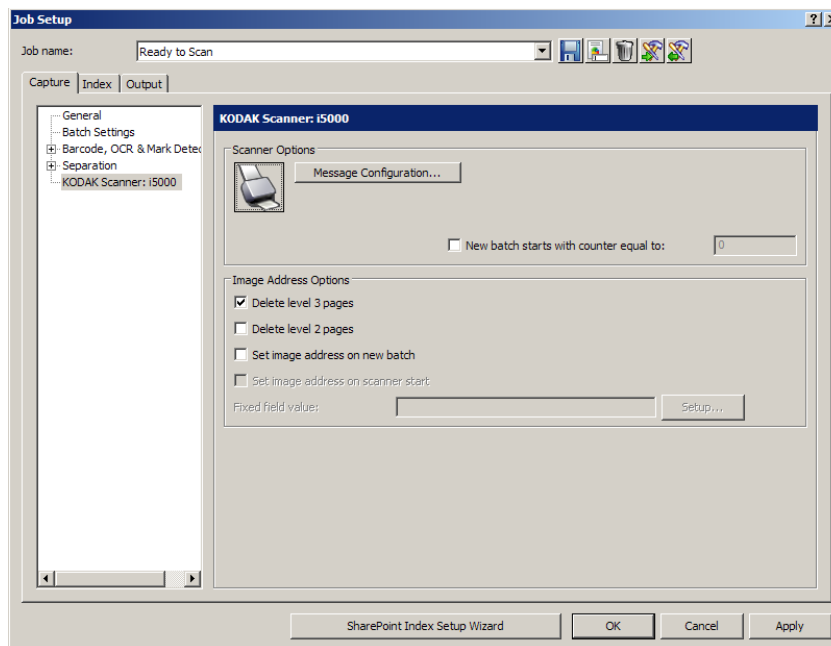 Job Setup
Job name: Ready to Scan
Capture Index Output
General
Batch Settings
Barcode, OCR & Mark Detec
Separation
KODAK Scanner: i5000
KODAK Scanner: i5000
Scanner Options
Message Configuration...
New batch starts with counter equal to: 0
Image Address Options
Delete level 3 pages
Delete level 2 pages
Set image address on new batch
Set image address on scanner start
Fixed field value: Setup...
SharePoint Index Setup Wizard OK Cancel Apply